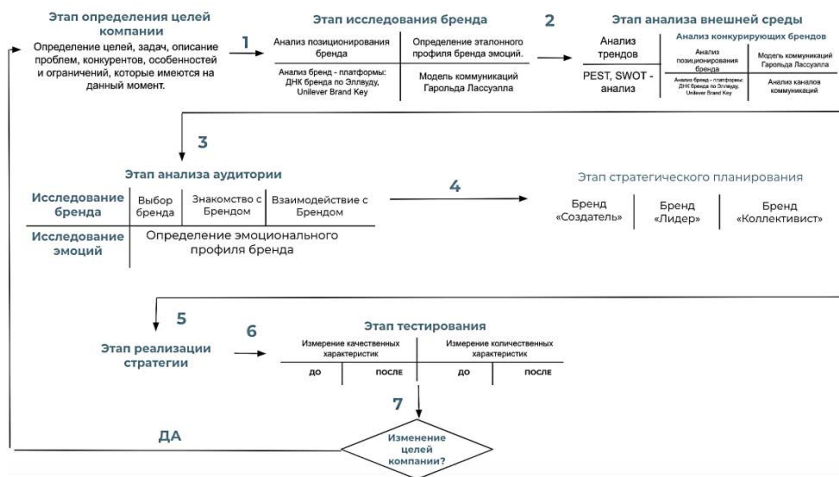 Этап определения целей
компании
Определение целей, задач, описание
проблем, конкурентов, особенностей
и ограничений, которые имеются на
данный момент.
1
Этап исследования бренда
Анализ позиционирования
бренда
Определение эталонного
профиля бренда эмоций.
Анализ бренд - платформы:
ДНК бренда по Эллвуду,
Unilever Brand Key
Модель коммуникаций
Гарольда Лассуэлла
2
Этап анализа внешней среды
Анализ
трендов
PEST, SWOT -
анализ
Анализ конкурирующих брендов
Анализ
позиционирования
бренда
Модель коммуникаций
Гарольда Лассуэлла
Анализ бренд - платформы:
ДНК бренда по Эллвуду,
Unilever Brand Key
Анализ каналов
коммуникаций
3
Этап анализа аудитории
Исследование
бренда
Выбор
бренда
Знакомство с
Брендом
Взаимодействие с
Брендом
Исследование
эмоций
Определение эмоционального
профиля бренда
4
Этап стратегического планирования
Бренд
«Создатель»
Бренд
«Лидер»
Бренд
«Коллективист»
5
Этап реализации
стратегии
6
Этап тестирования
Измерение качественных
характеристик
Измерение количественных
характеристик
ДО
ПОСЛЕ
ДО
ПОСЛЕ
7
Изменение
целей
компании?
ДА